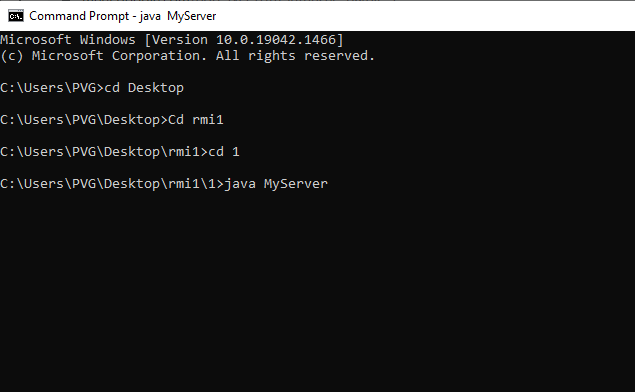 Command Prompt - java  MyServer
Microsoft Windows [Version 10.0.19042.1466]
(c) Microsoft Corporation. All rights reserved.
C:\Users\PVG>cd Desktop
C:\Users\PVG\Desktop>Cd rmi1
C:\Users\PVG\Desktop\rmi1>cd 1
C:\Users\PVG\Desktop\rmi1\1>java MyServer